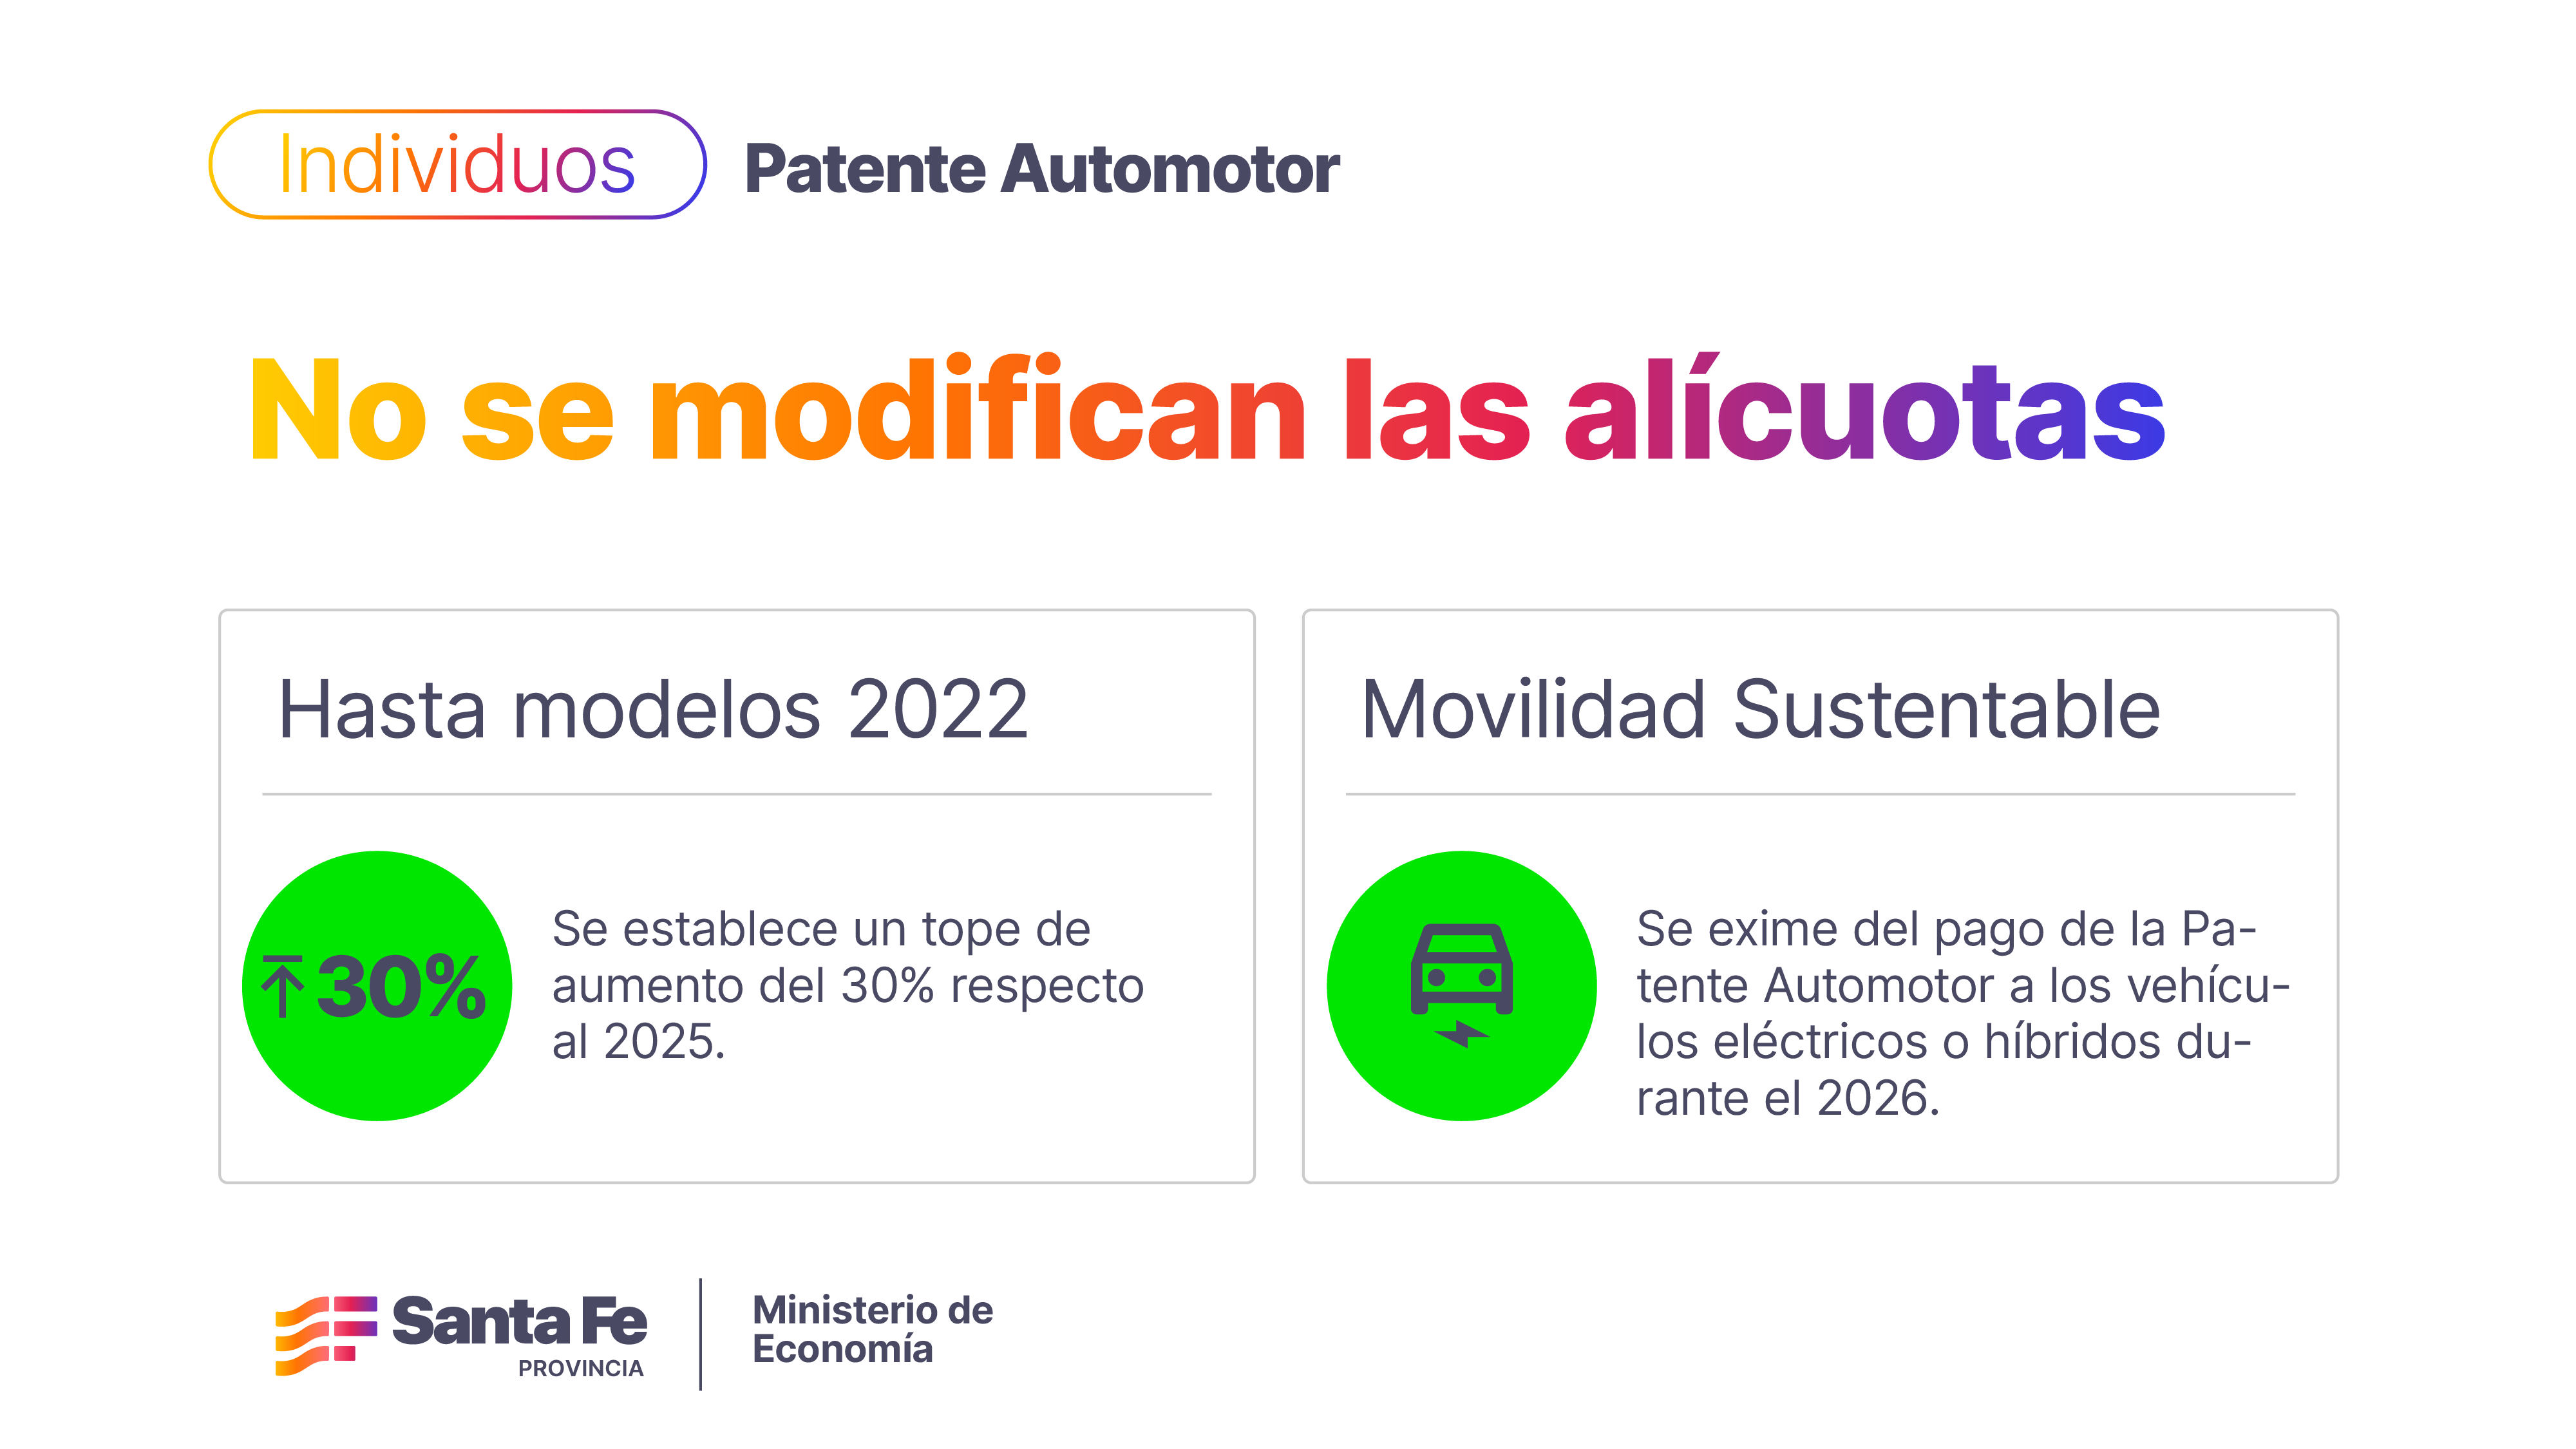 Individuos
Patente Automotor
No se modifican las alícuotas
Hasta modelos 2022
30%
Se establece un tope de
aumento del 30% respecto
al 2025.
Movilidad Sustentable
Se exime del pago de la Pa-
tente Automotor a los vehícu-
los eléctricos o híbridos du-
rante el 2026.
Santa Fe
PROVINCIA
Ministerio de
Economía